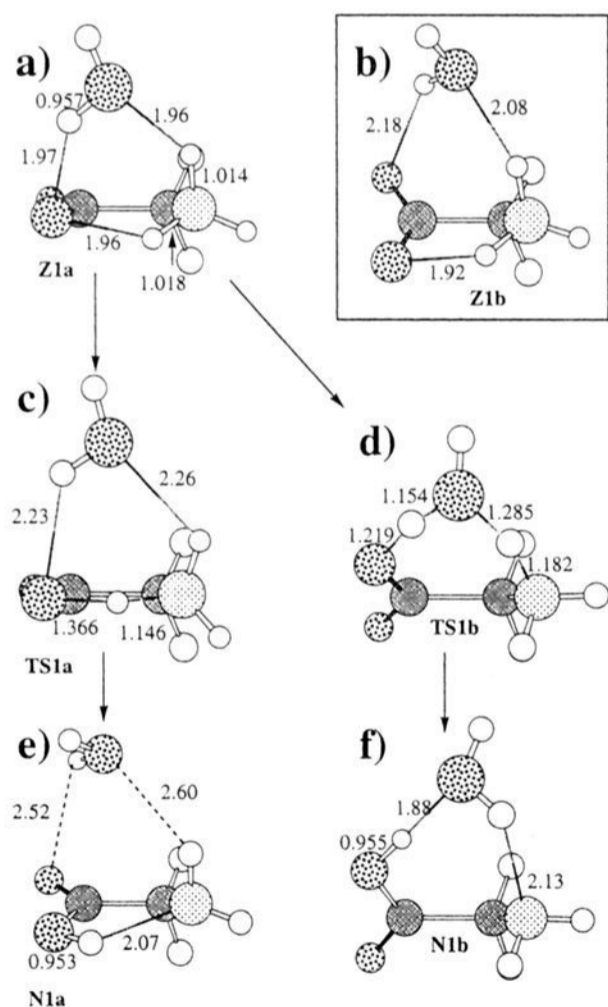 a)
0.957
1.96
1.97
1.014
1.96
1.018
Z1a
b)
2.18
2.08
1.92
Z1b
c)
2.26
2.23
1.366
1.146
TS1a
d)
1.154
1.285
1.219
1.182
TS1b
e)
2.52
2.60
2.07
0.953
N1a
f)
1.88
0.955
2.13
N1b